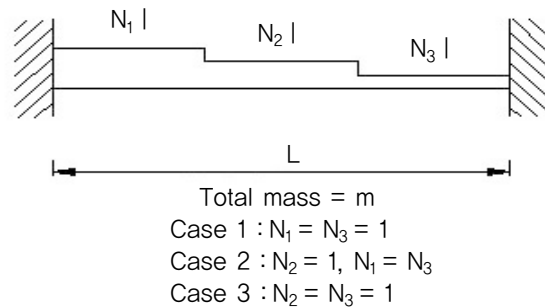 N₁ I
N₂ I
N₃ I
L
Total mass = m
Case 1 : N₁ = N₃ = 1
Case 2 : N₂ = 1, N₁ = N₃
Case 3 : N₂ = N₃ = 1